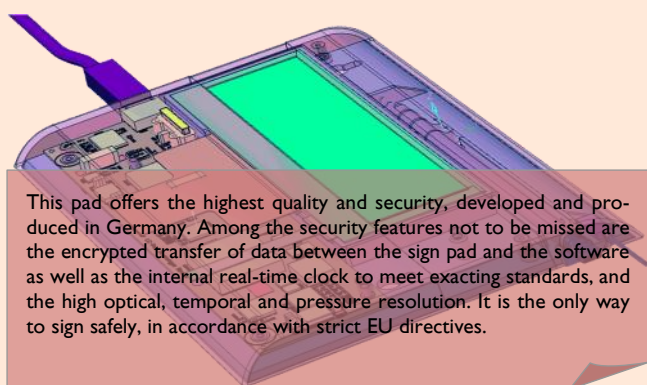 This pad offers the highest quality and security, developed and pro-
duced in Germany. Among the security features not to be missed are
the encrypted transfer of data between the sign pad and the software
as well as the internal real-time clock to meet exacting standards, and
the high optical, temporal and pressure resolution. It is the only way
to sign safely, in accordance with strict EU directives.